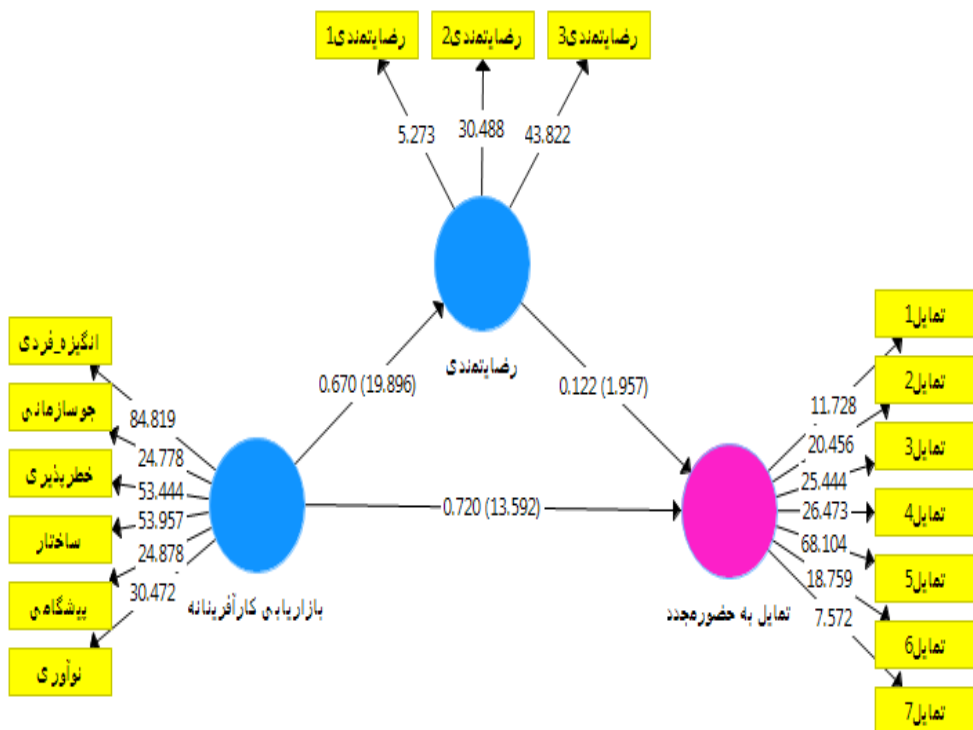 رضایتمندی1
رضایتمندی2
رضایتمندی3
5.273
30.488
43.822
رضایتمندی
0.670 (19.896)
0.122 (1.957)
0.720 (13.592)
انگیزه_فردی
جوسازمانی
خطرپذیری
ساختار
پیشگامی
نوآوری
84.819
24.778
53.444
53.957
24.878
30.472
بازاریابی کارآفرینانه
تمایل به حضورمجدد
11.728
20.456
25.444
26.473
68.104
18.759
7.572
تمایل1
تمایل2
تمایل3
تمایل4
تمایل5
تمایل6
تمایل7